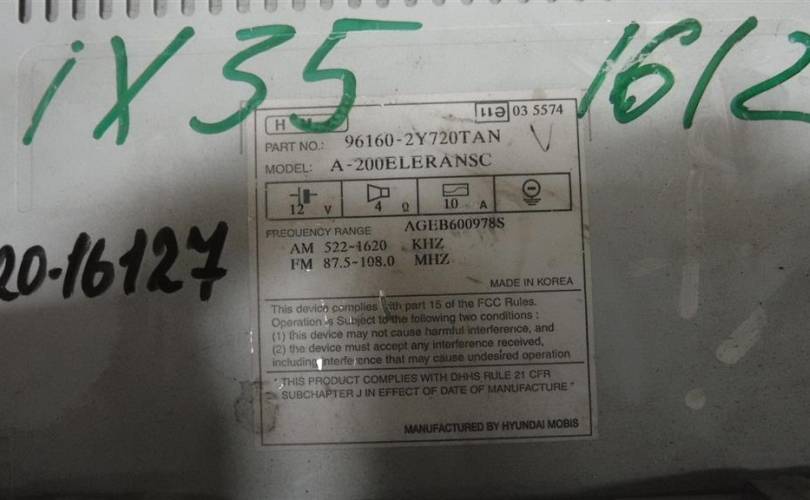 iX35 1612
20-16127
e11 03 5574
PART NO.: 96160-2Y720TAN V
MODEL: A-200ELERANSC
12 V 4 Ω 10 A
FREQUENCY RANGE AGEB600978S
AM 522~1620 KHZ
FM 87.5~108.0 MHZ
MADE IN KOREA
This device complies with part 15 of the FCC Rules.
Operation is Subject to the following two conditions :
(1) this device may not cause harmful interference, and
(2) the device must accept any interference received,
including interference that may cause undesired operation
"THIS PRODUCT COMPLIES WITH DHHS RULE 21 CFR
SUBCHAPTER J IN EFFECT OF DATE OF MANUFACTURE"
MANUFACTURED BY HYUNDAI MOBIS